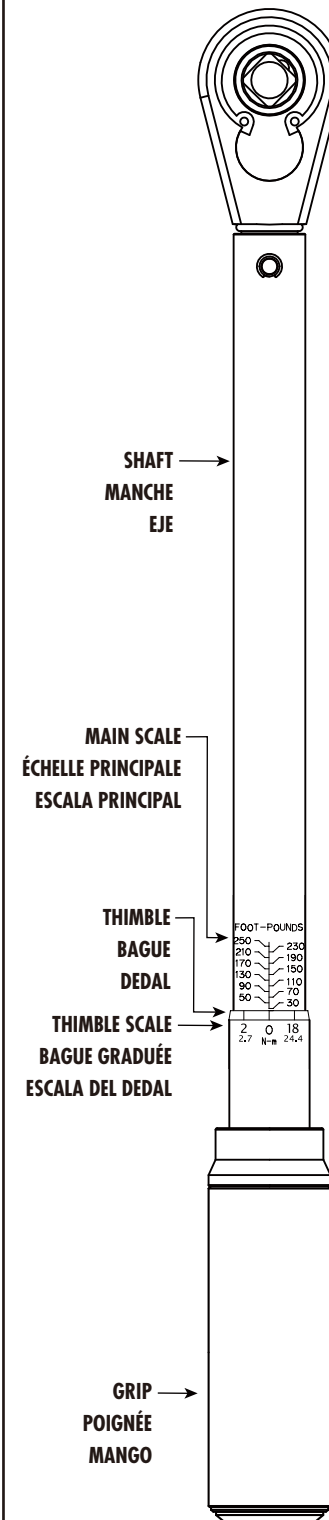 SHAFT
MANCHE
EJE
MAIN SCALE
ÉCHELLE PRINCIPALE
ESCALA PRINCIPAL
FOOT-POUNDS
250
230
210
190
170
150
130
110
90
70
50
30
THIMBLE
BAGUE
DEDAL
THIMBLE SCALE
BAGUE GRADUÉE
ESCALA DEL DEDAL
2 0 18
2.7 N-m 24.4
GRIP
POIGNÉE
MANGO